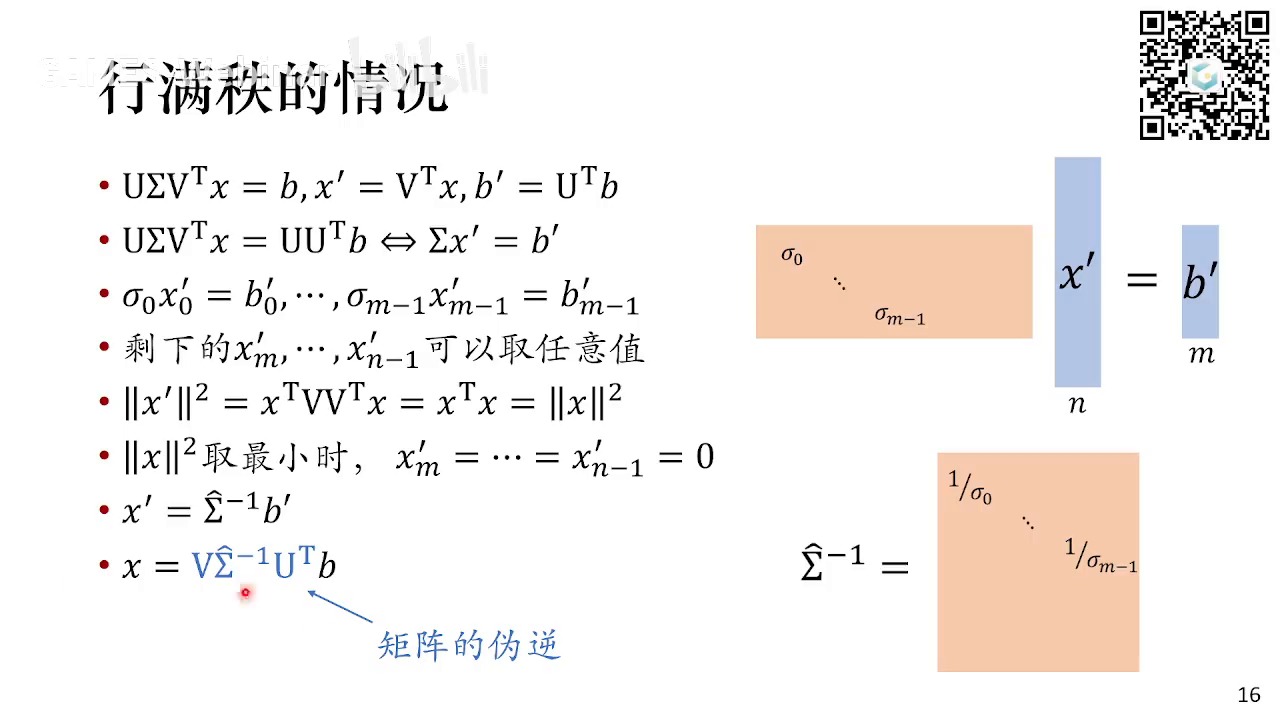 GAMES Webinar bilibili
行满秩的情况
• UΣVᵀx = b, x′ = Vᵀx, b′ = Uᵀb
• UΣVᵀx = UUᵀb ⇔ Σx′ = b′
• σ₀x′₀ = b′₀, ⋯, σₘ₋₁x′ₘ₋₁ = b′ₘ₋₁
• 剩下的x′ₘ, ⋯, x′ₙ₋₁可以取任意值
• ‖x′‖² = xᵀVVᵀx = xᵀx = ‖x‖²
• ‖x‖²取最小时， x′ₘ = ⋯ = x′ₙ₋₁ = 0
• x′ = Σ̂⁻¹b′
• x = VΣ̂⁻¹Uᵀb
矩阵的伪逆
σ₀
⋱
σₘ₋₁
x′ = b′
m
n
Σ̂⁻¹ =
1/σ₀
⋱
1/σₘ₋₁
16